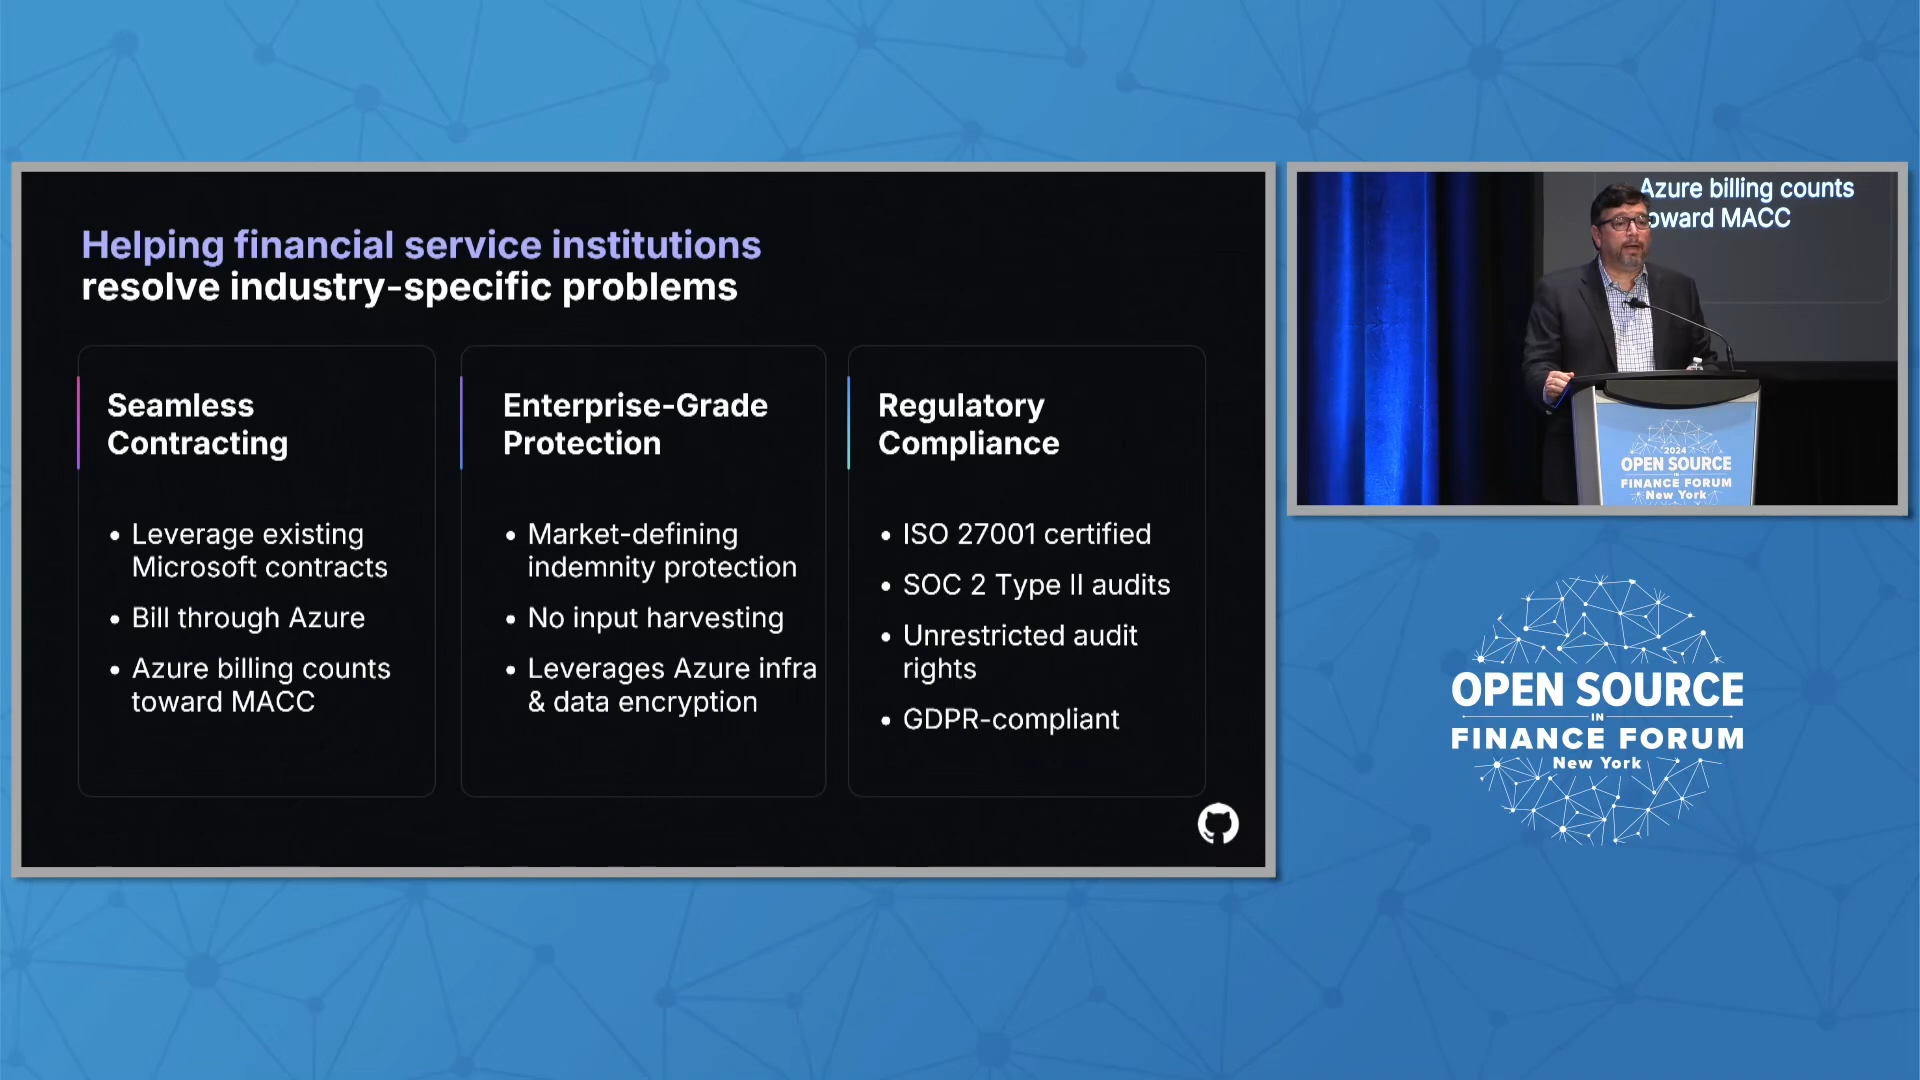 Helping financial service institutions
resolve industry-specific problems
Seamless
Contracting
• Leverage existing
Microsoft contracts
• Bill through Azure
• Azure billing counts
toward MACC
Enterprise-Grade
Protection
• Market-defining
indemnity protection
• No input harvesting
• Leverages Azure infra
& data encryption
Regulatory
Compliance
• ISO 27001 certified
• SOC 2 Type II audits
• Unrestricted audit
rights
• GDPR-compliant
Azure billing counts
oward MACC
2024
OPEN SOURCE
IN
FINANCE FORUM
New York
OPEN SOURCE
IN
FINANCE FORUM
New York